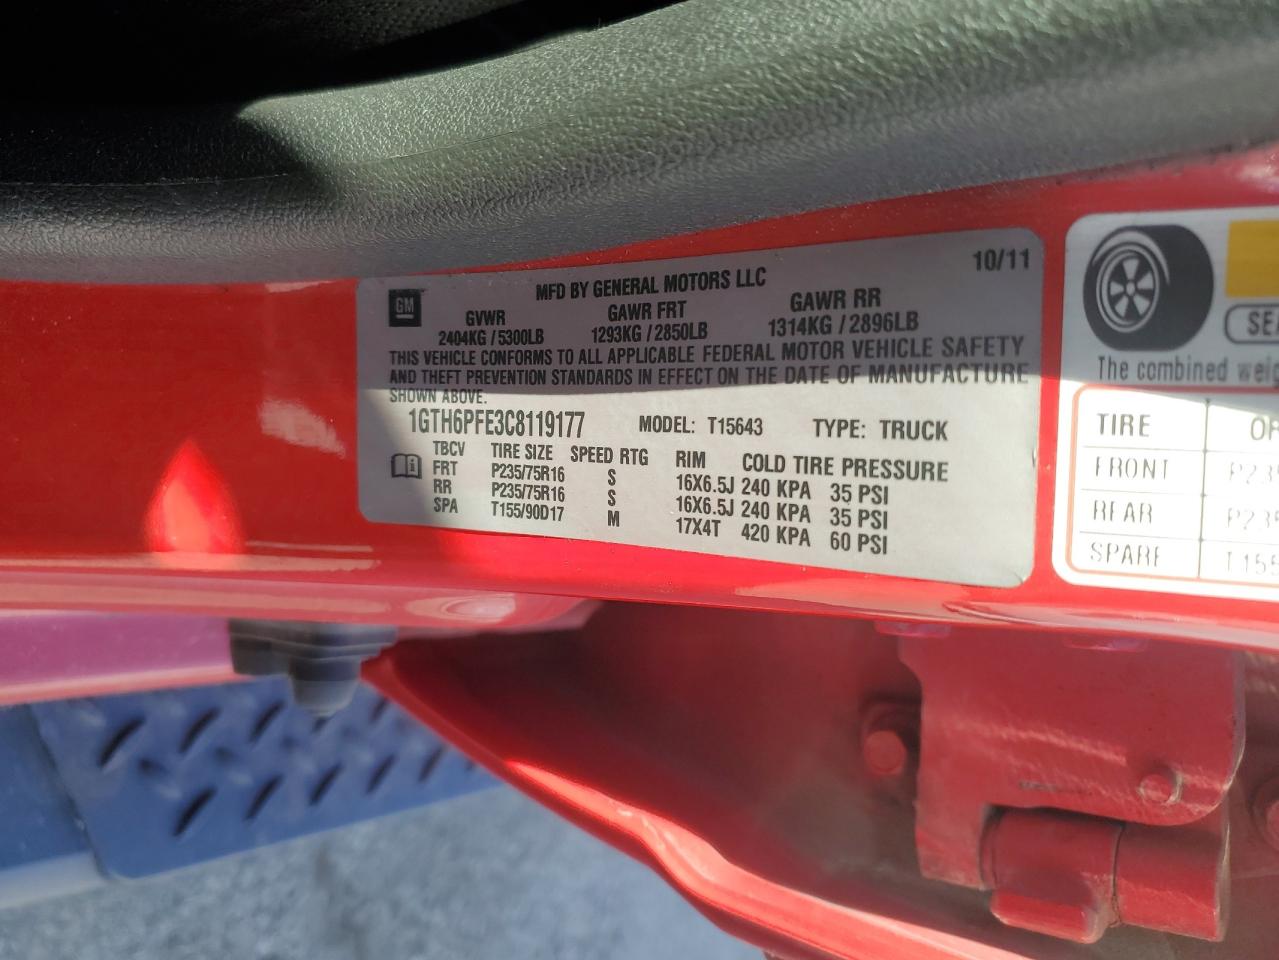 GM
MFD BY GENERAL MOTORS LLC
10/11
GVWR GAWR FRT GAWR RR
2404KG / 5300LB 1293KG / 2850LB 1314KG / 2896LB
THIS VEHICLE CONFORMS TO ALL APPLICABLE FEDERAL MOTOR VEHICLE SAFETY
AND THEFT PREVENTION STANDARDS IN EFFECT ON THE DATE OF MANUFACTURE
SHOWN ABOVE.
1GTH6PFE3C8119177 MODEL: T15643 TYPE: TRUCK
TBCV TIRE SIZE SPEED RTG RIM COLD TIRE PRESSURE
FRT P235/75R16 S 16X6.5J 240 KPA 35 PSI
RR P235/75R16 S 16X6.5J 240 KPA 35 PSI
SPA T155/90D17 M 17X4T 420 KPA 60 PSI
The combined
TIRE
FRONT
REAR
SPARE